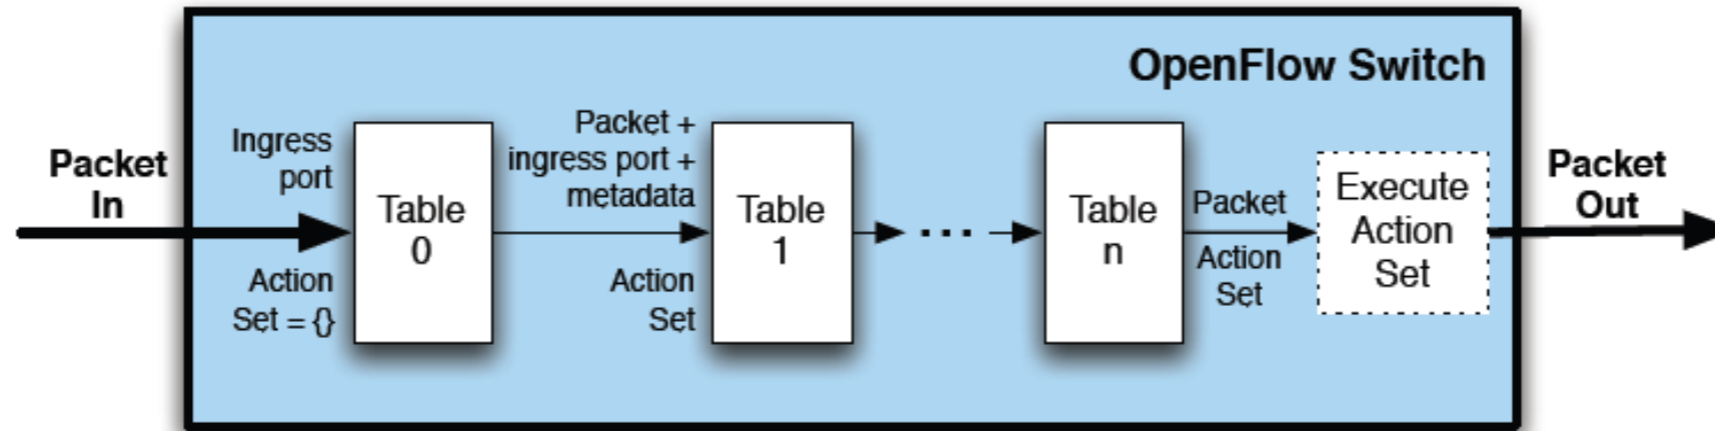 OpenFlow Switch
Packet
In
Ingress
port
Action
Set = {}
Table
0
Packet +
ingress port +
metadata
Action
Set
Table
1
...
Table
n
Packet
Action
Set
Execute
Action
Set
Packet
Out